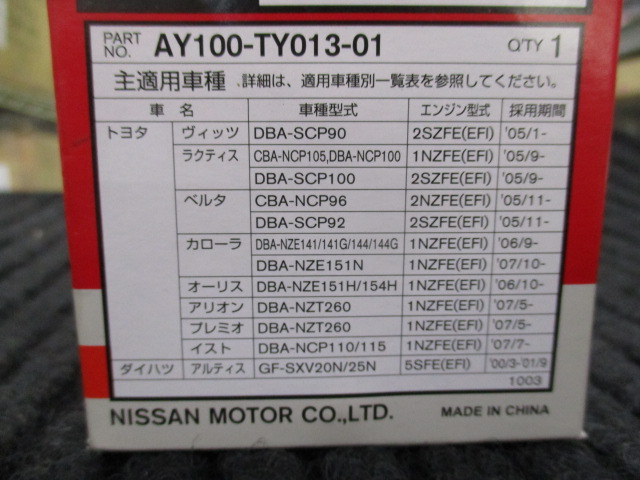 PART NO. AY100-TY013-01 Q'TY 1
主適用車種 .詳細は、適用車種別一覧表を参照してください。
車 名 車種型式 エンジン型式 採用期間
トヨタ ヴィッツ DBA-SCP90 2SZFE(EFI) '05/1-
ラクティス CBA-NCP105,DBA-NCP100 1NZFE(EFI) '05/9-
DBA-SCP100 2SZFE(EFI) '05/9-
ベルタ CBA-NCP96 2NZFE(EFI) '05/11-
DBA-SCP92 2SZFE(EFI) '05/11-
カローラ DBA-NZE141/141G/144/144G 1NZFE(EFI) '06/9-
DBA-NZE151N 1NZFE(EFI) '07/10-
オーリス DBA-NZE151H/154H 1NZFE(EFI) '06/10-
アリオン DBA-NZT260 1NZFE(EFI) '07/5-
プレミオ DBA-NZT260 1NZFE(EFI) '07/5-
イスト DBA-NCP110/115 1NZFE(EFI) '07/7-
ダイハツ アルティス GF-SXV20N/25N 5SFE(EFI) '00/3-'01/9
1003
NISSAN MOTOR CO.,LTD. MADE IN CHINA